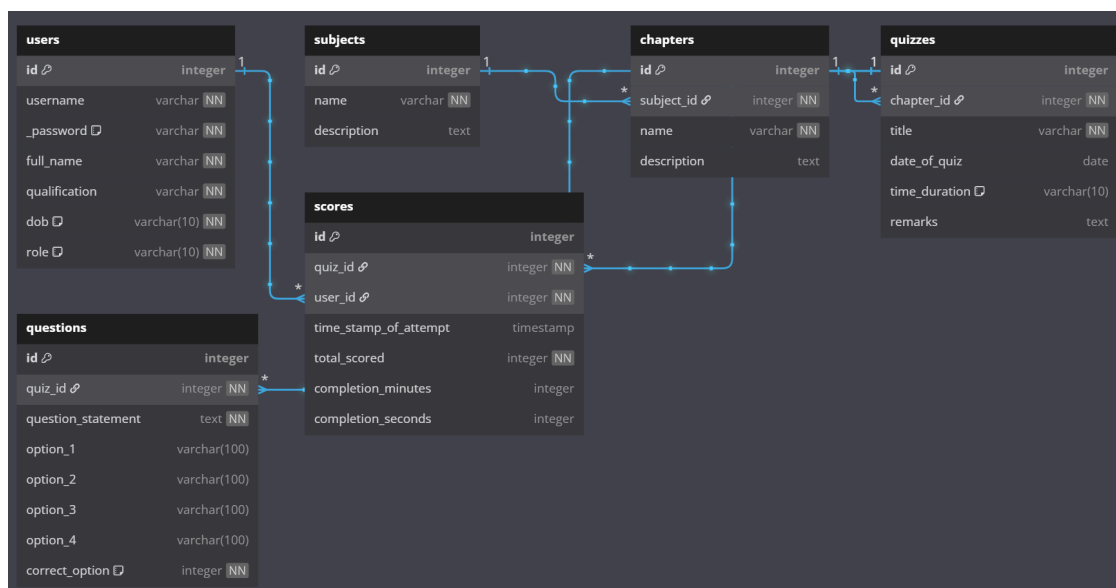 users
id integer
username varchar NN
_password varchar NN
full_name varchar NN
qualification varchar NN
dob varchar(10) NN
role varchar(10) NN
1
*
subjects
id integer
name varchar NN
description text
1
*
chapters
id integer
subject_id integer NN
name varchar NN
description text
1
1
*
quizzes
id integer
chapter_id integer NN
title varchar NN
date_of_quiz date
time_duration varchar(10)
remarks text
scores
id integer
quiz_id integer NN
user_id integer NN
time_stamp_of_attempt timestamp
total_scored integer NN
completion_minutes integer
completion_seconds integer
*
questions
id integer
quiz_id integer NN
question_statement text NN
option_1 varchar(100)
option_2 varchar(100)
option_3 varchar(100)
option_4 varchar(100)
correct_option integer NN
*